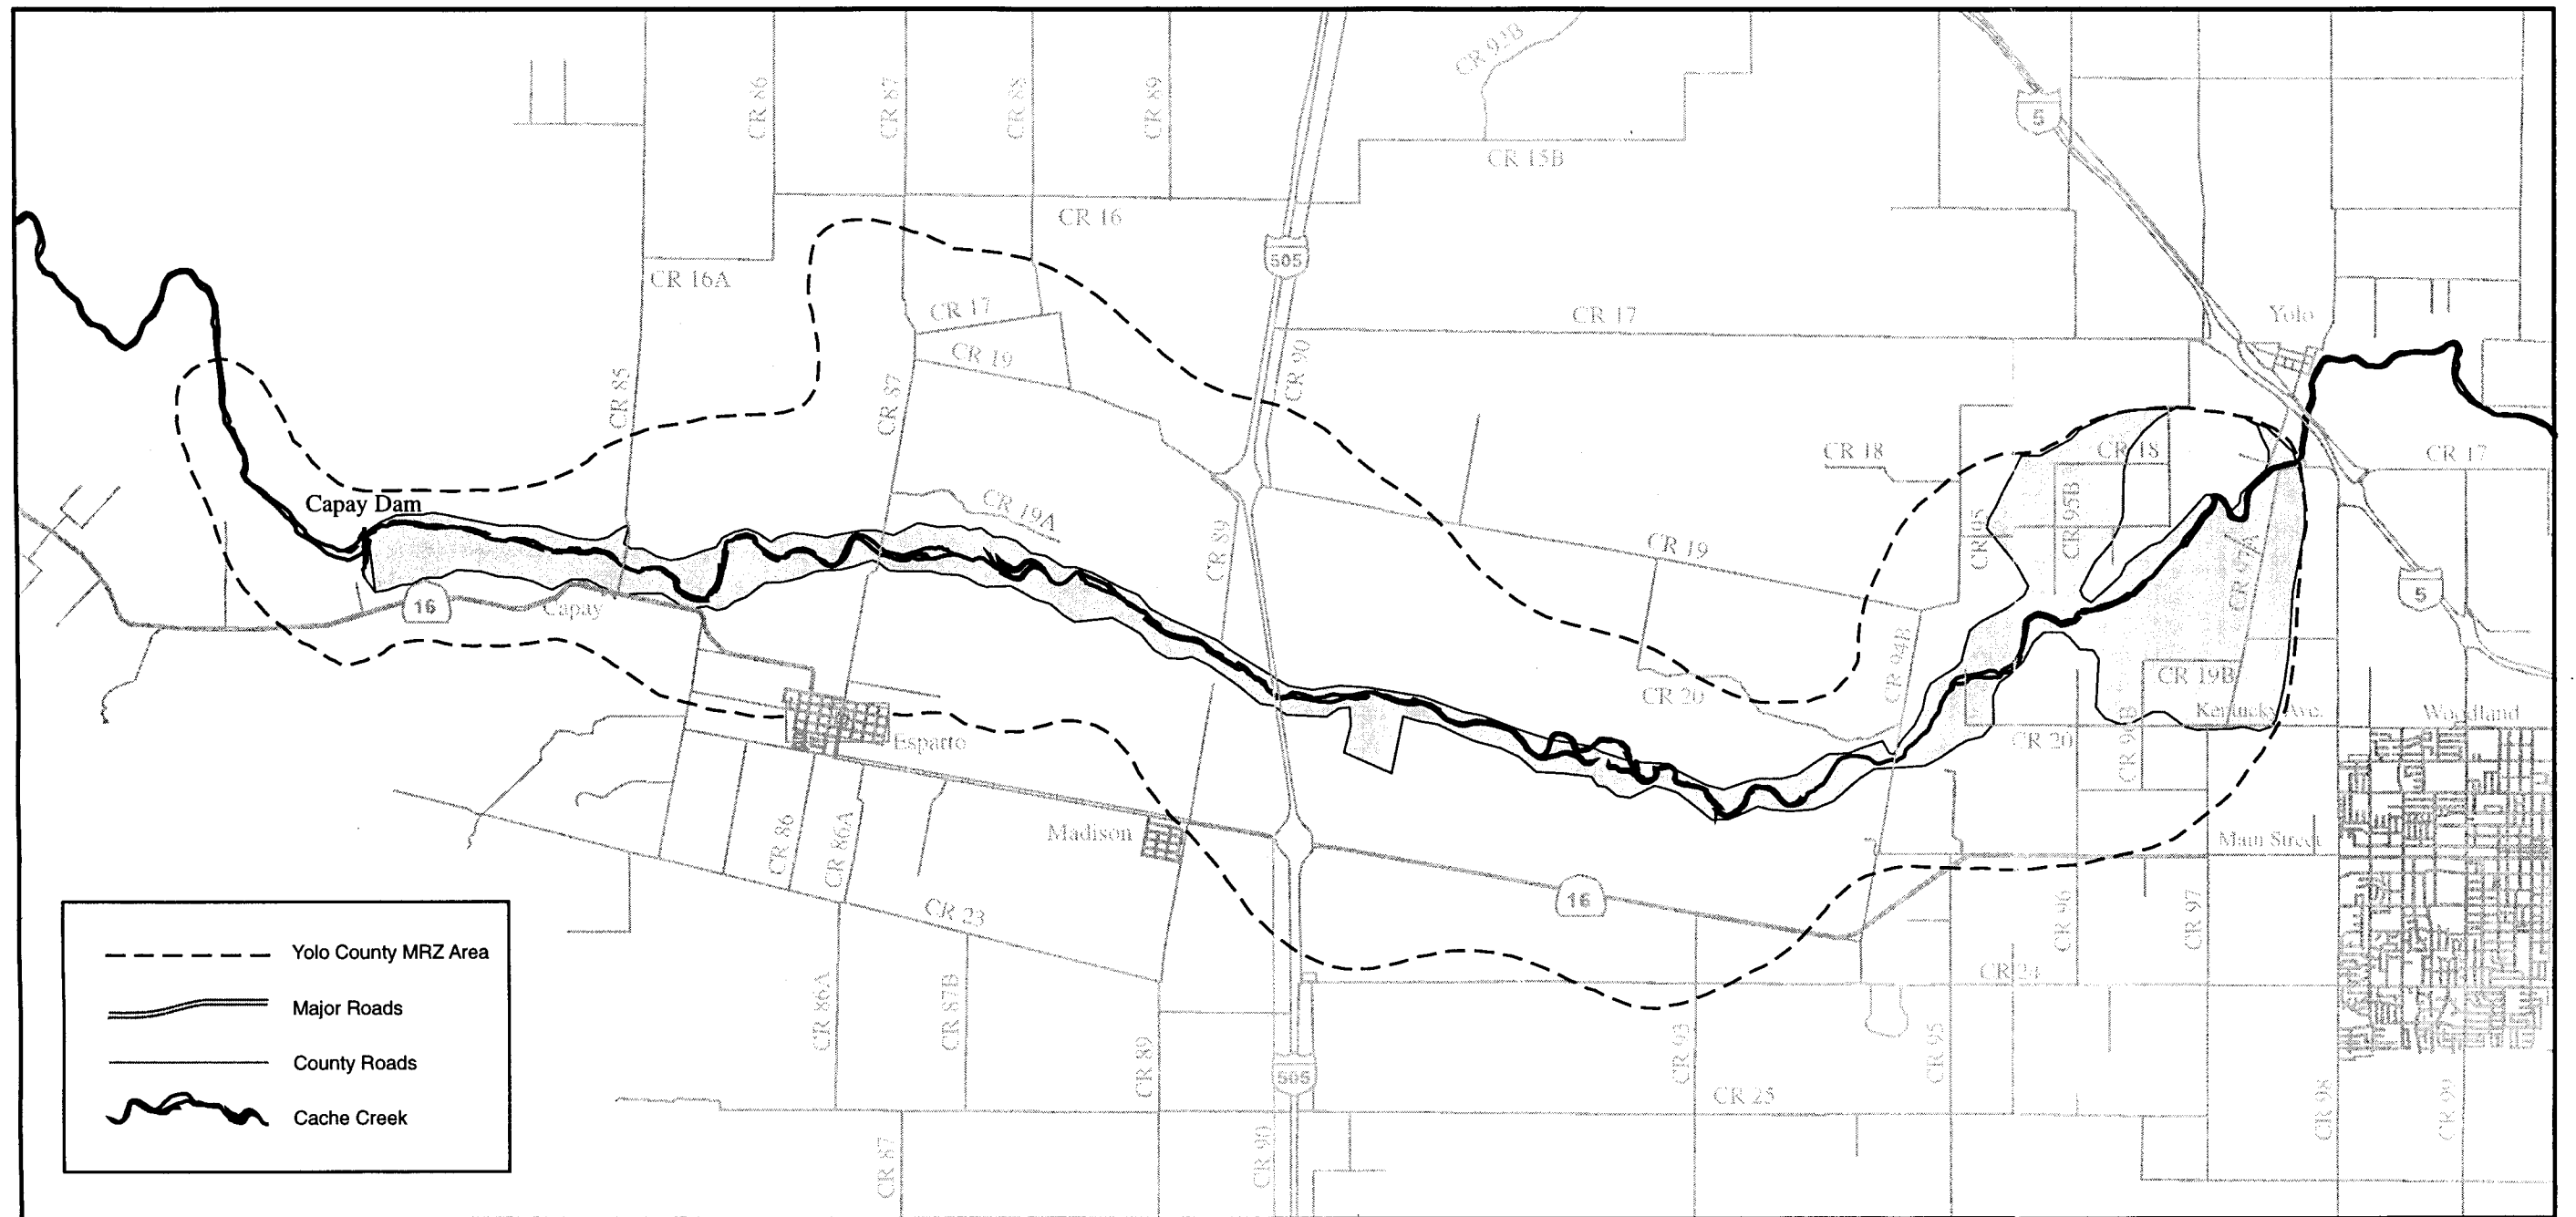 CR 92B
5
CR 86
CR 87
CR 88
CR 89
CR 15B
CR 16
505
CR 16A
CR 17
CR 17
Yolo
CR 19
CR 90
CR 85
CR 87
CR 18
CR 18
CR 17
Capay Dam
CR 19A
CR 95B
CR 95
CR 89
CR 19
CR 97A
5
16
Capay
CR 94B
CR 20
CR 19B
Kentucky Ave.
Woodland
Esparto
CR 20
CR 96B
Madison
CR 86
CR 86A
Main Street
16
CR 23
CR 96
CR 97
Yolo County MRZ Area
CR 24
CR 86A
CR 87B
Major Roads
CR 89
505
CR 93
CR 95
County Roads
CR 25
CR 98
CR 99
Cache Creek
CR 87
CR 90